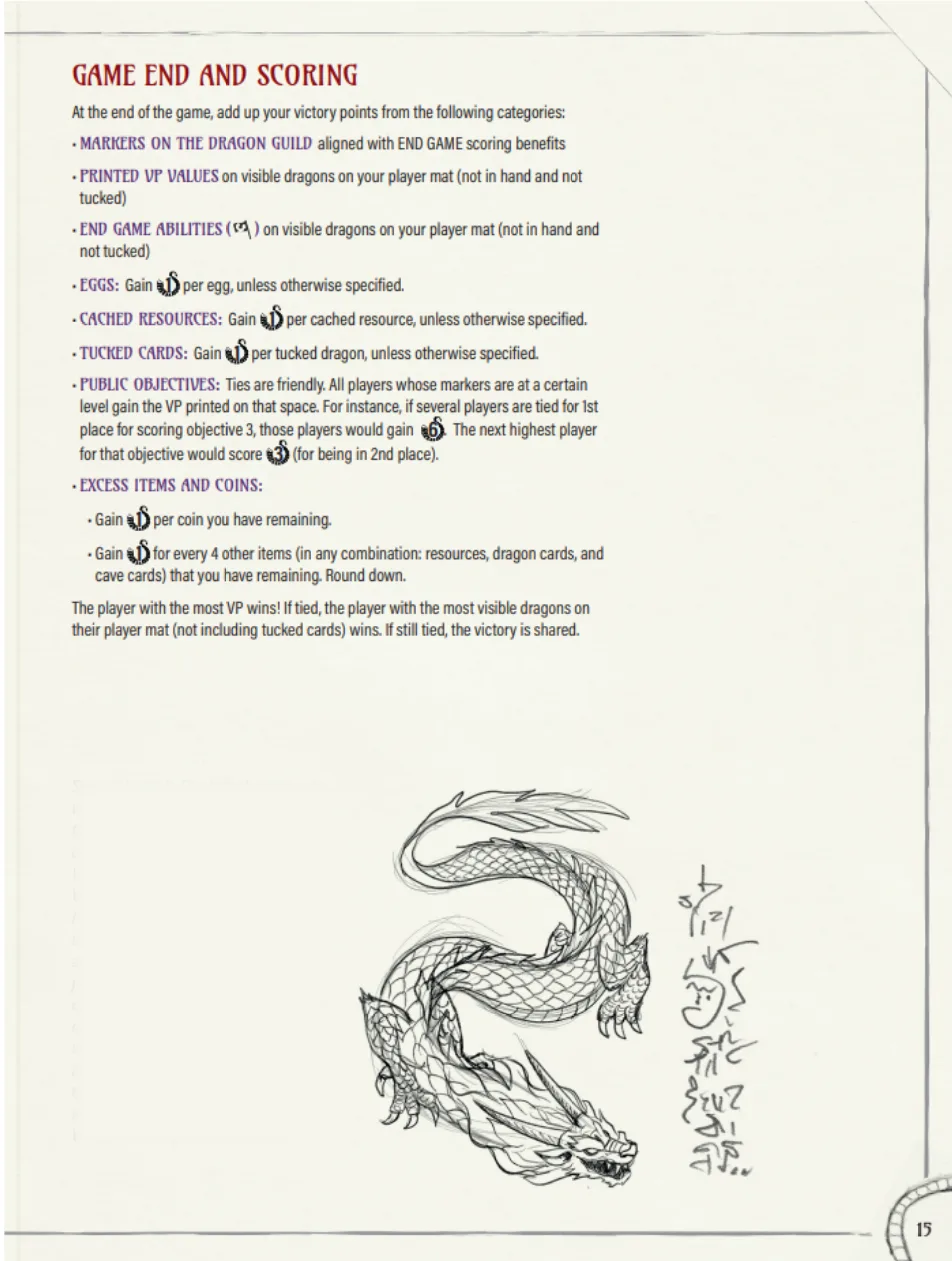 GAME END AND SCORING
At the end of the game, add up your victory points from the following categories:
• MARKERS ON THE DRAGON GUILD aligned with END GAME scoring benefits
• PRINTED VP VALUES on visible dragons on your player mat (not in hand and not
tucked)
• END GAME ABILITIES ( ) on visible dragons on your player mat (not in hand and
not tucked)
• EGGS: Gain 1 per egg, unless otherwise specified.
• CACHED RESOURCES: Gain 1 per cached resource, unless otherwise specified.
• TUCKED CARDS: Gain 1 per tucked dragon, unless otherwise specified.
• PUBLIC OBJECTIVES: Ties are friendly. All players whose markers are at a certain
level gain the VP printed on that space. For instance, if several players are tied for 1st
place for scoring objective 3, those players would gain 6. The next highest player
for that objective would score 3 (for being in 2nd place).
• EXCESS ITEMS AND COINS:
• Gain 1 per coin you have remaining.
• Gain 1 for every 4 other items (in any combination: resources, dragon cards, and
cave cards) that you have remaining. Round down.
The player with the most VP wins! If tied, the player with the most visible dragons on
their player mat (not including tucked cards) wins. If still tied, the victory is shared.
15